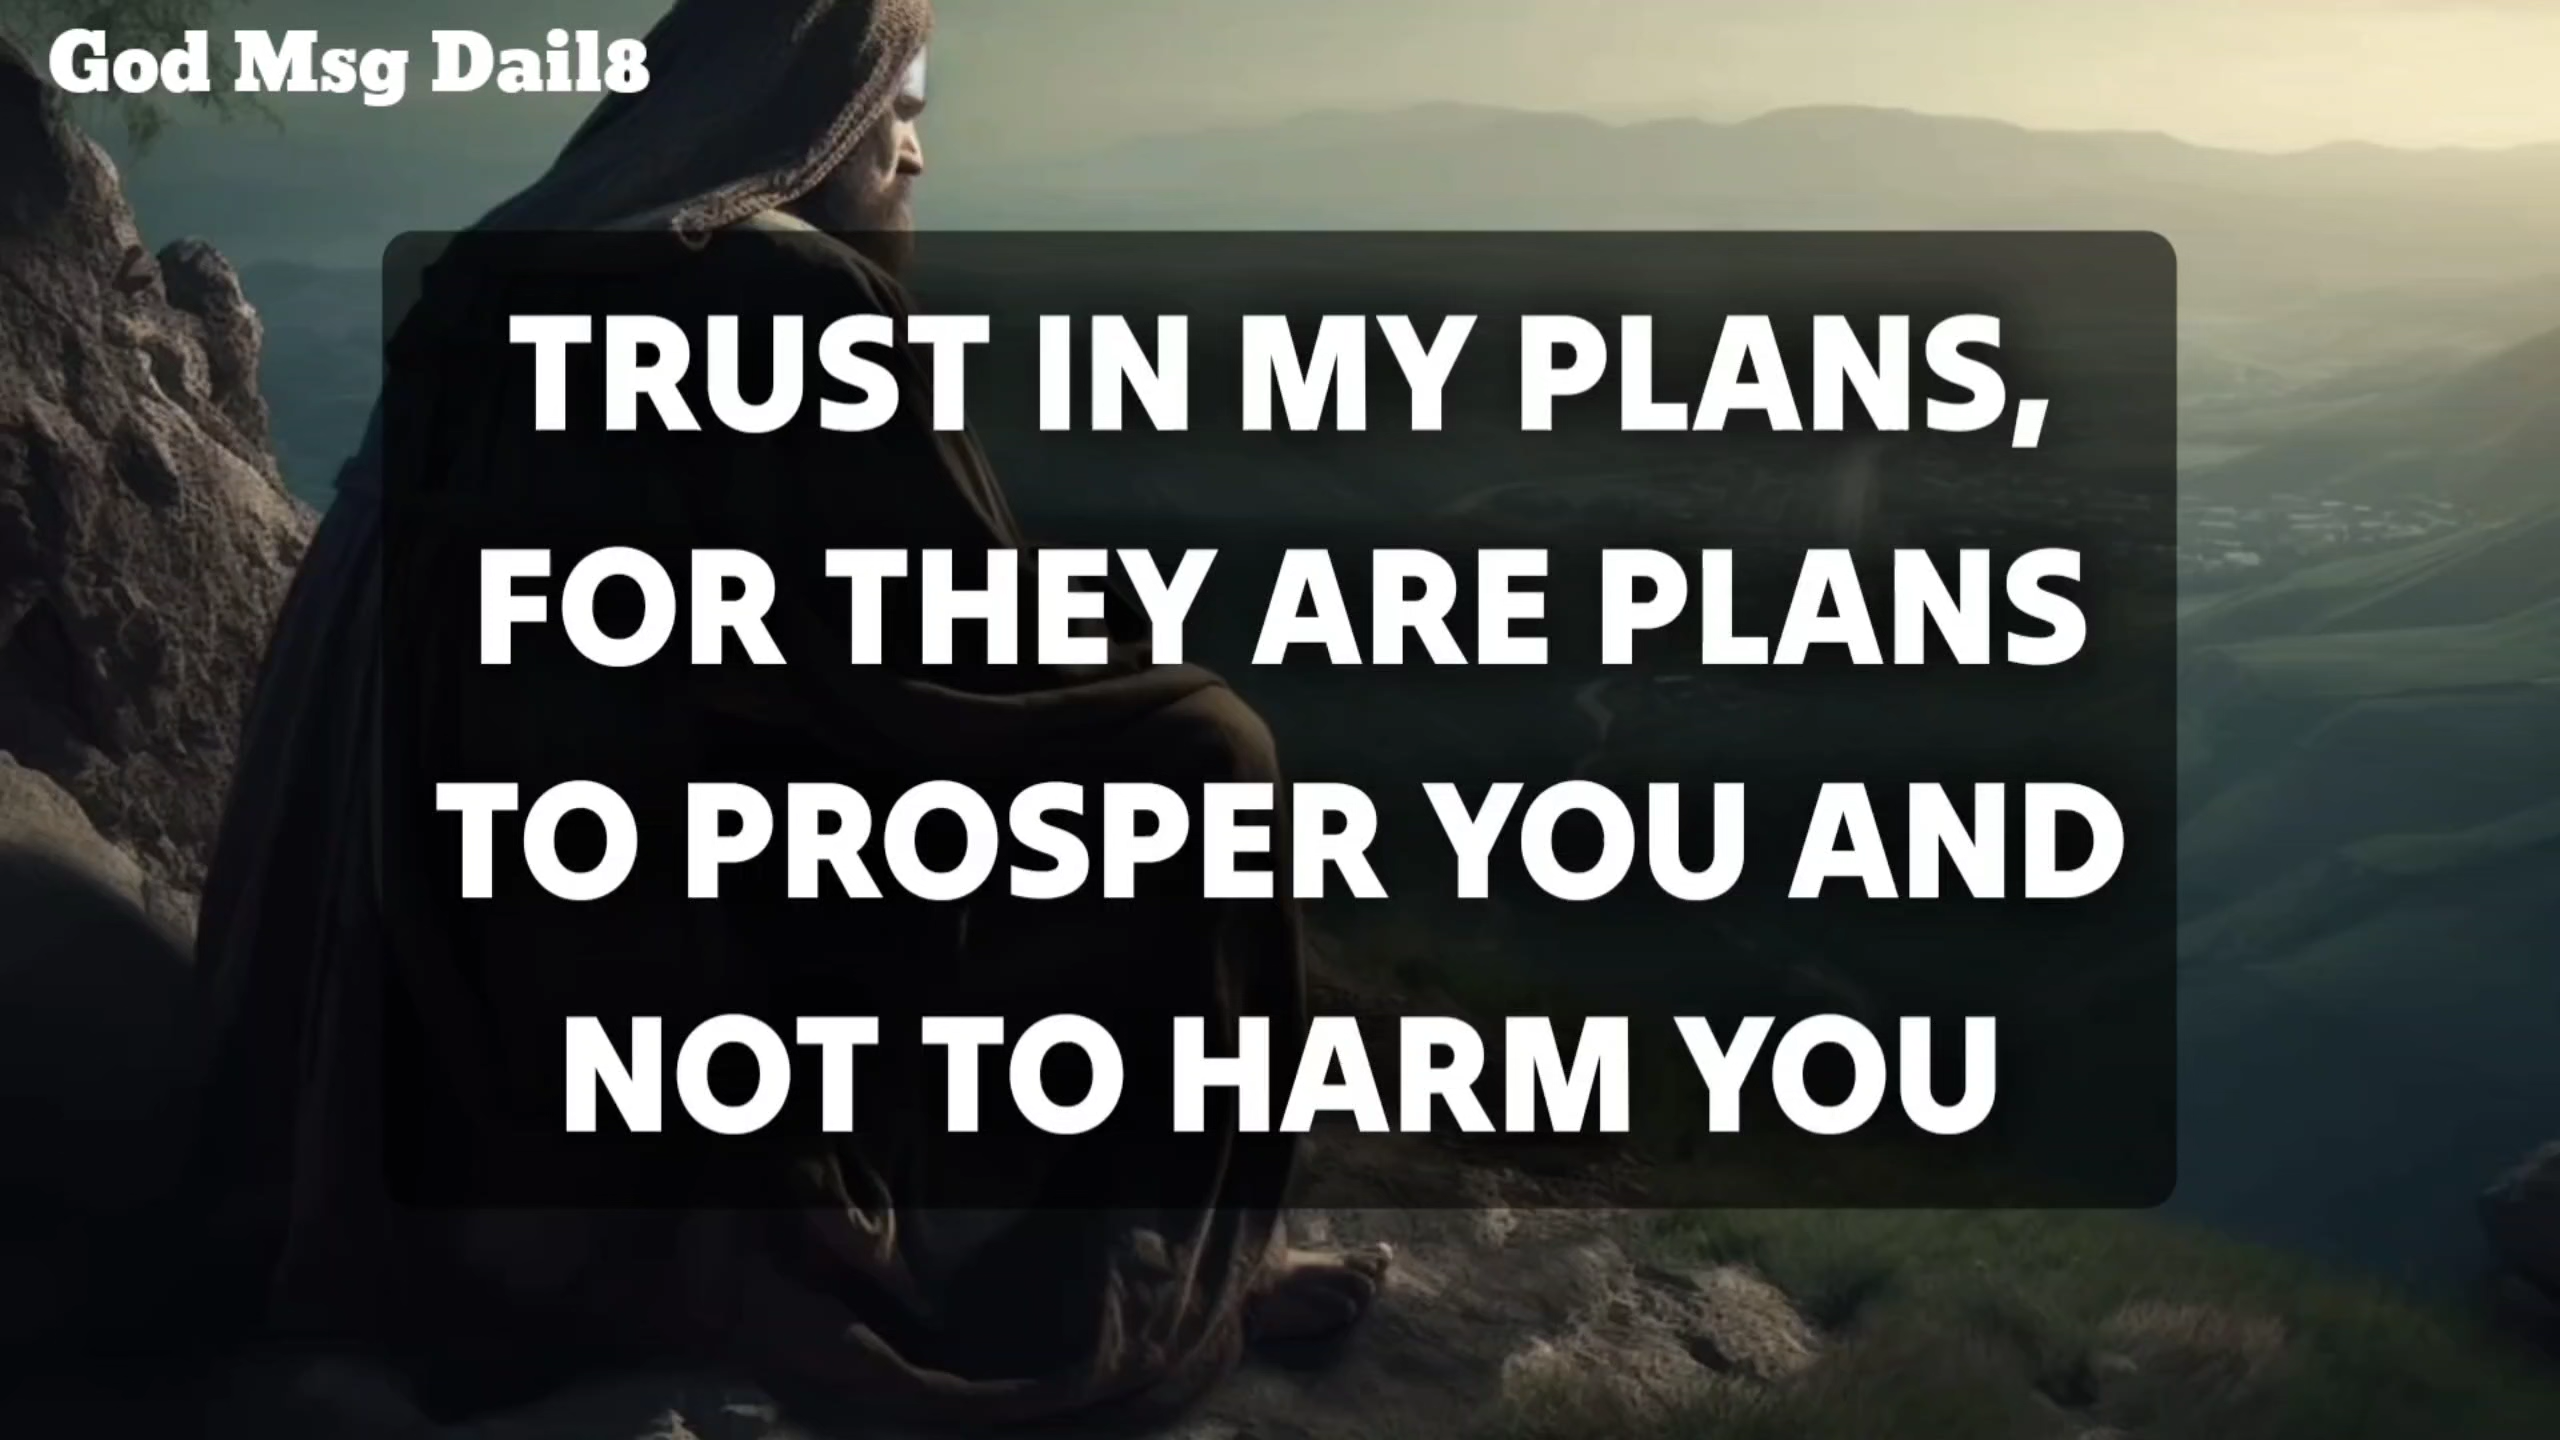 God Msg Dail8
TRUST IN MY PLANS,
FOR THEY ARE PLANS
TO PROSPER YOU AND
NOT TO HARM YOU